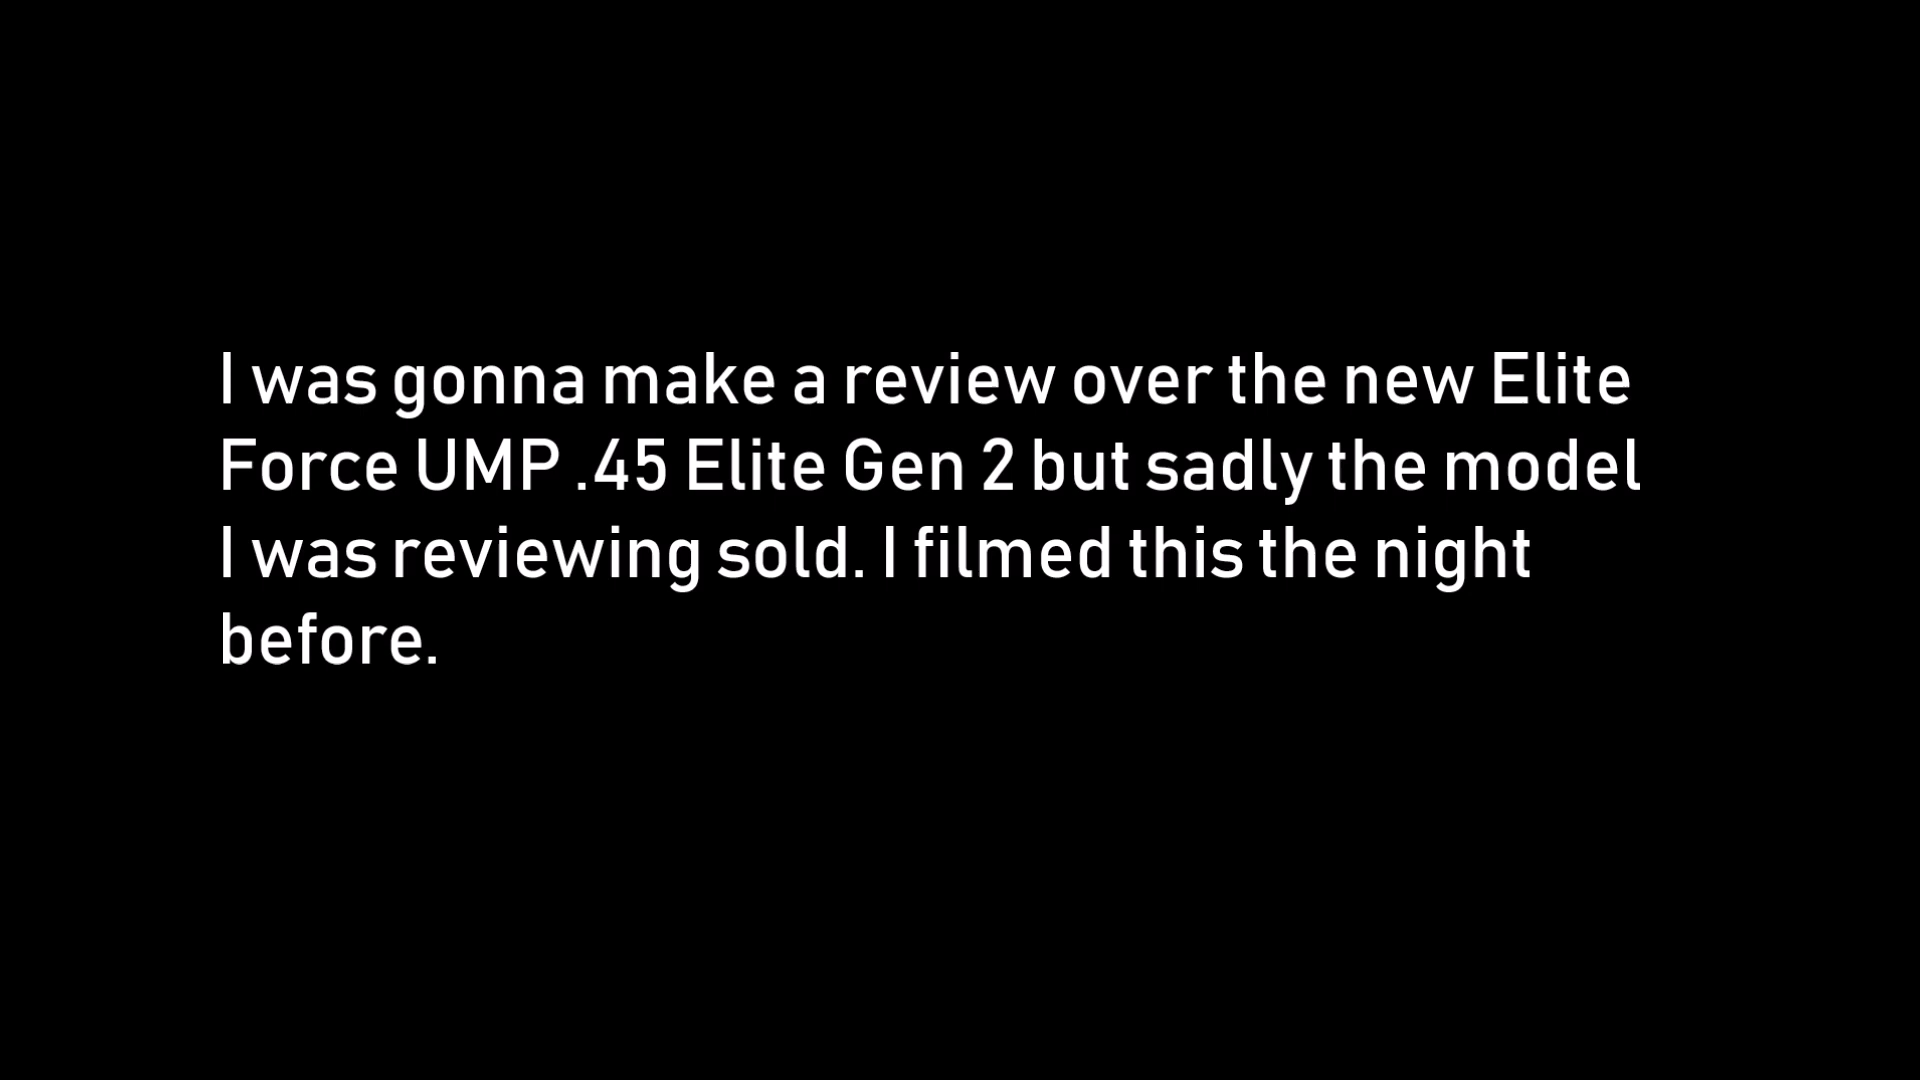 I was gonna make a review over the new Elite
Force UMP .45 Elite Gen 2 but sadly the model
I was reviewing sold. I filmed this the night
before.